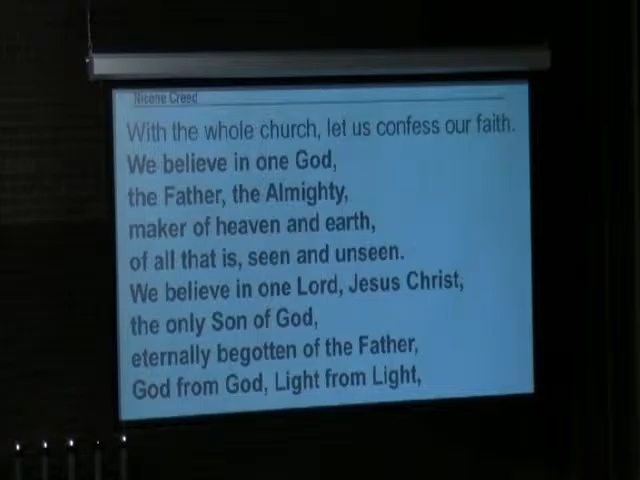 Nicene Creed
With the whole church, let us confess our faith.
We believe in one God,
the Father, the Almighty,
maker of heaven and earth,
of all that is, seen and unseen.
We believe in one Lord, Jesus Christ,
the only Son of God,
eternally begotten of the Father,
God from God, Light from Light,